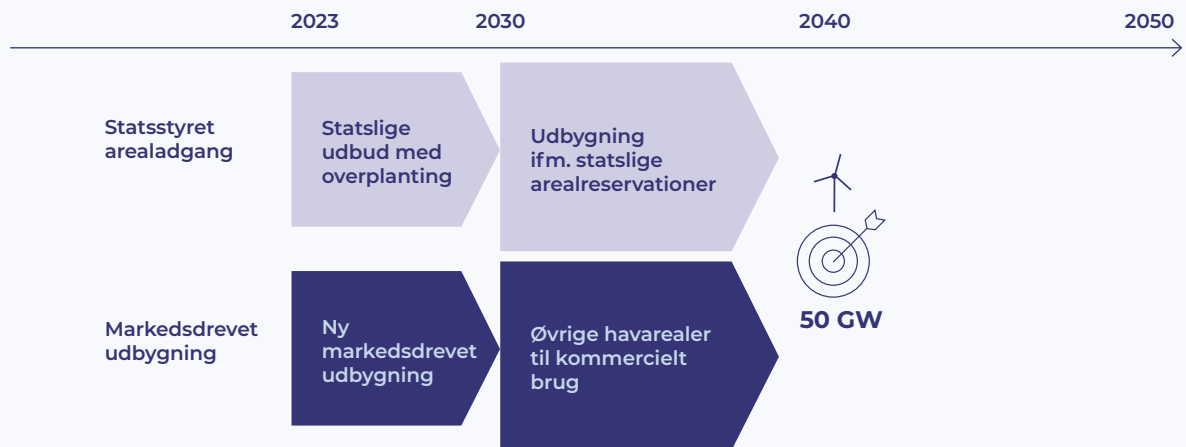 2023
2030
2040
2050
Statsstyret
arealadgang
Statslige
udbud med
overplanting
Udbygning
ifm. statslige
arealreservationer
50 GW
Markedsdrevet
udbygning
Ny
markedsdrevet
udbygning
Øvrige havarealer
til kommercielt
brug